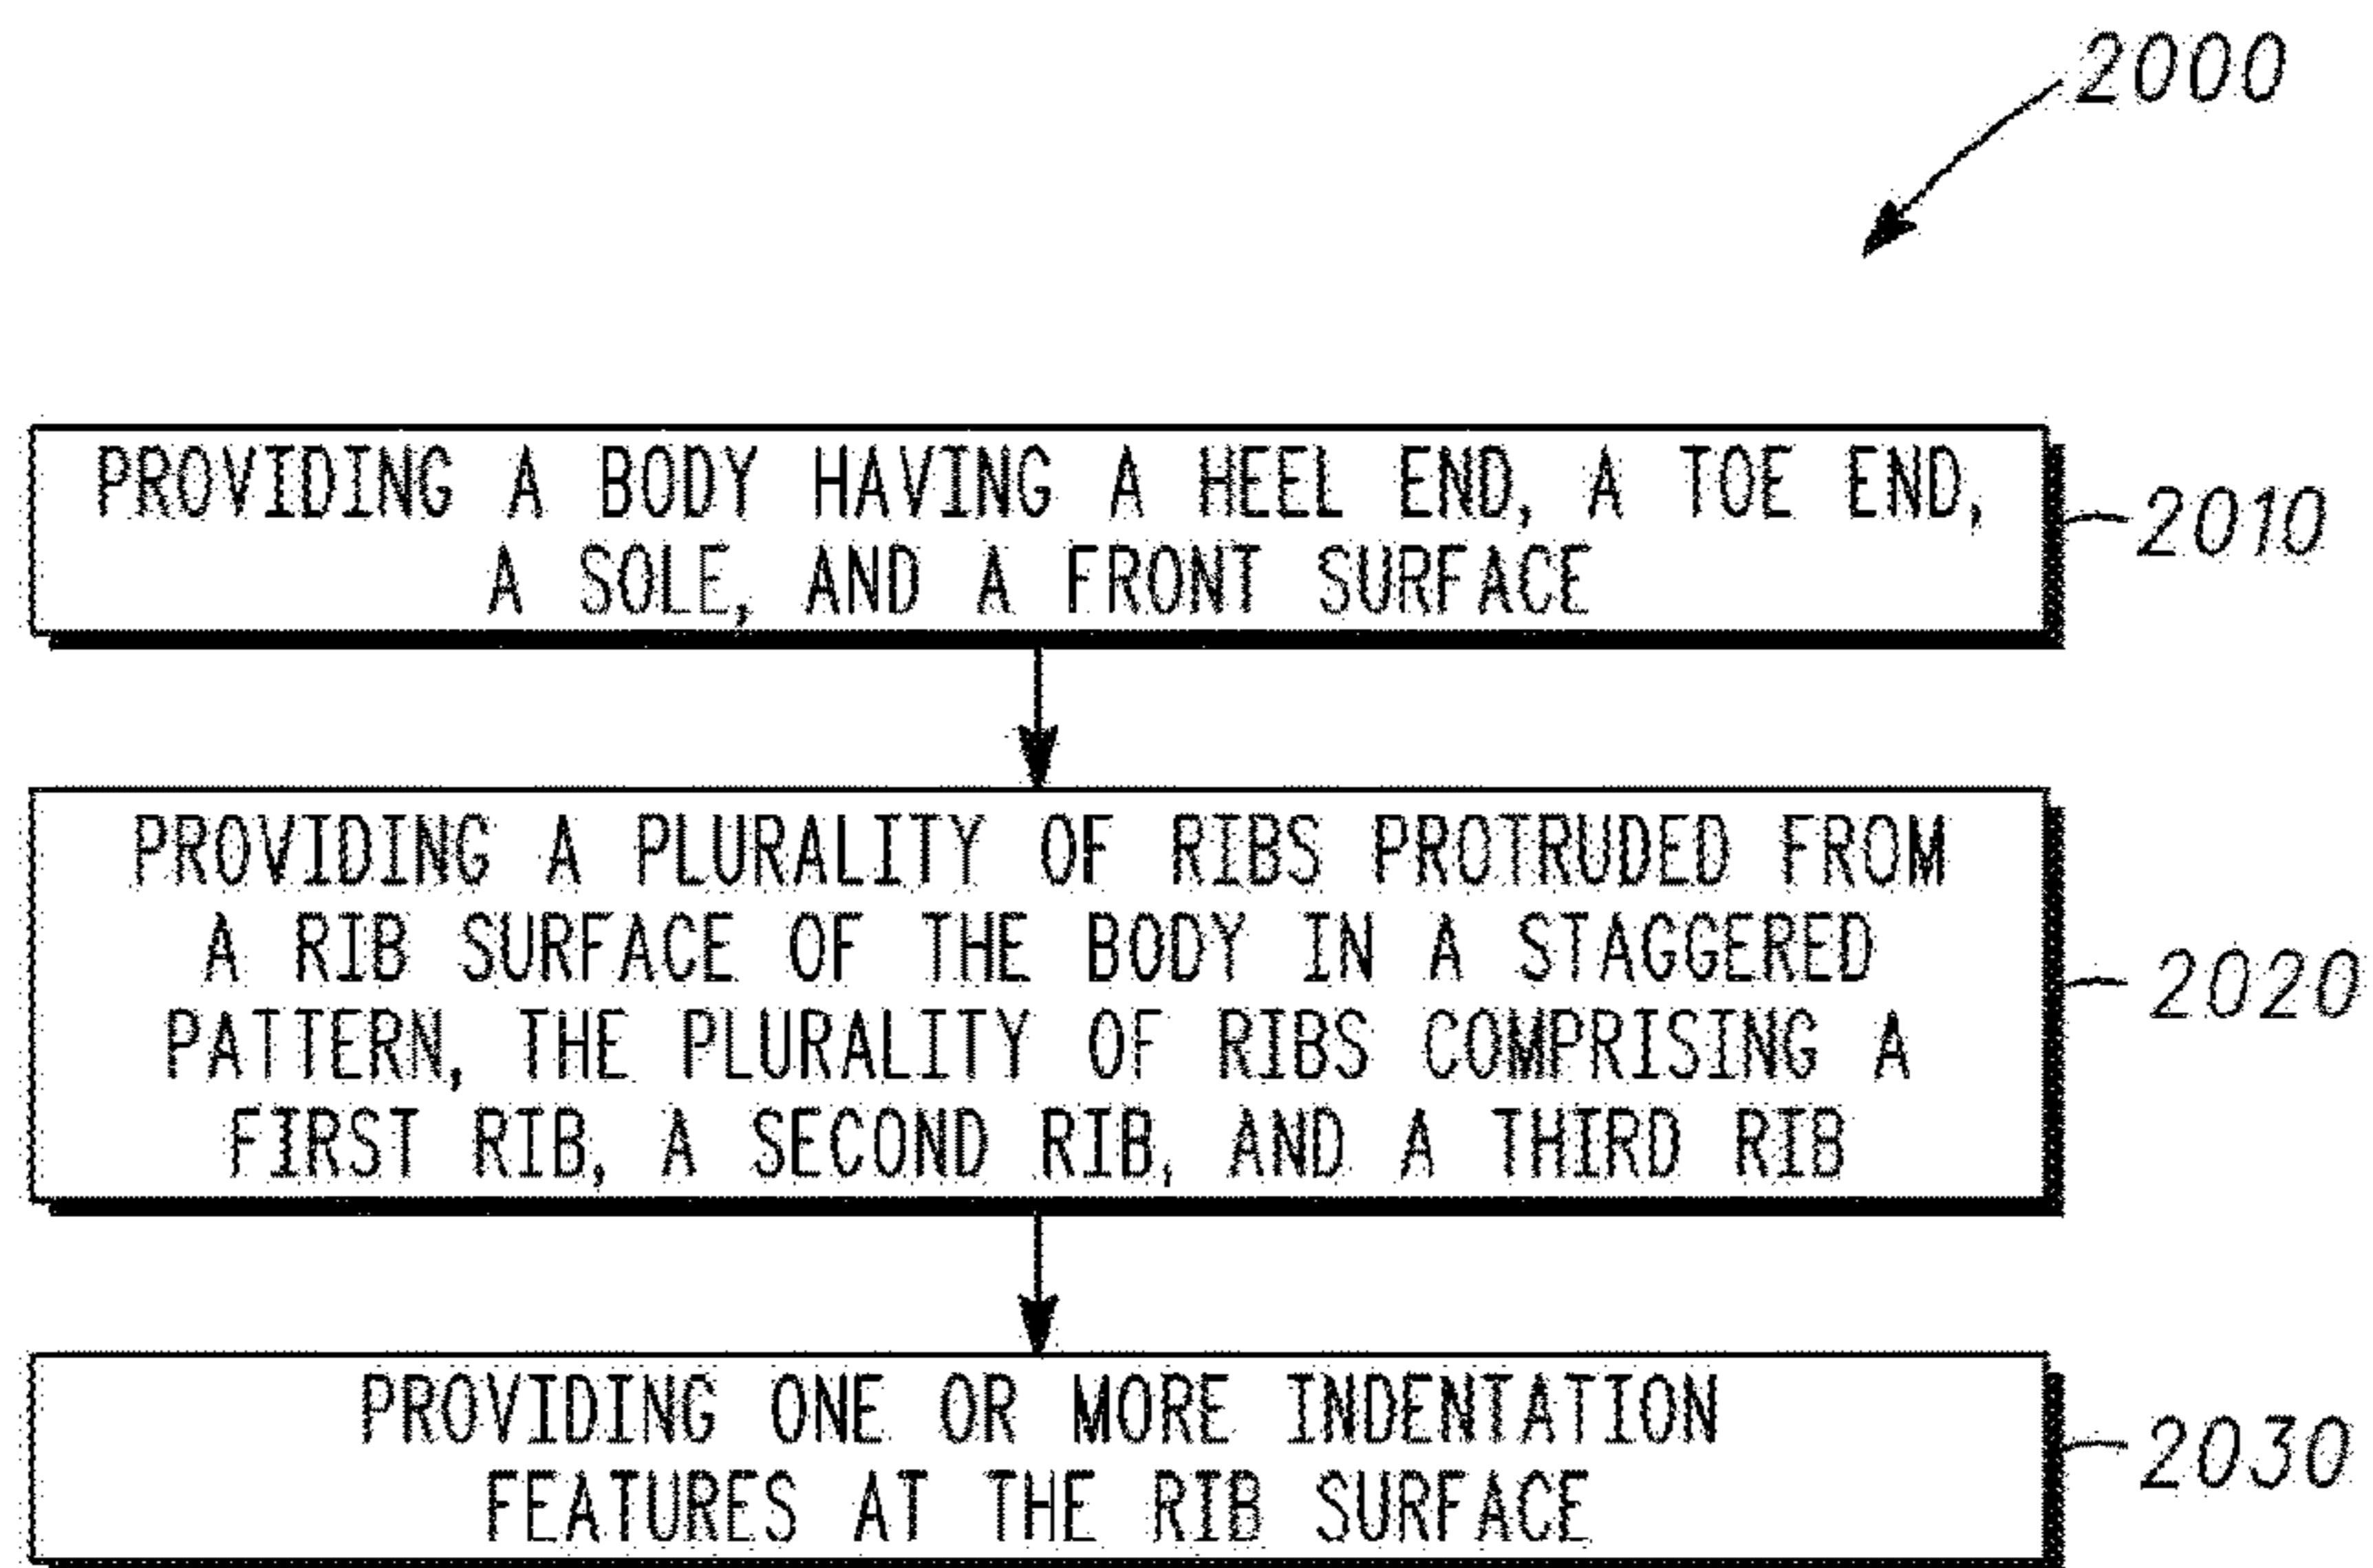 2000
PROVIDING A BODY HAVING A HEEL END, A TOE END,
A SOLE, AND A FRONT SURFACE
2010
PROVIDING A PLURALITY OF RIBS PROTRUDED FROM
A RIB SURFACE OF THE BODY IN A STAGGERED
PATTERN, THE PLURALITY OF RIBS COMPRISING A
FIRST RIB, A SECOND RIB, AND A THIRD RIB
2020
PROVIDING ONE OR MORE INDENTATION
FEATURES AT THE RIB SURFACE
2030